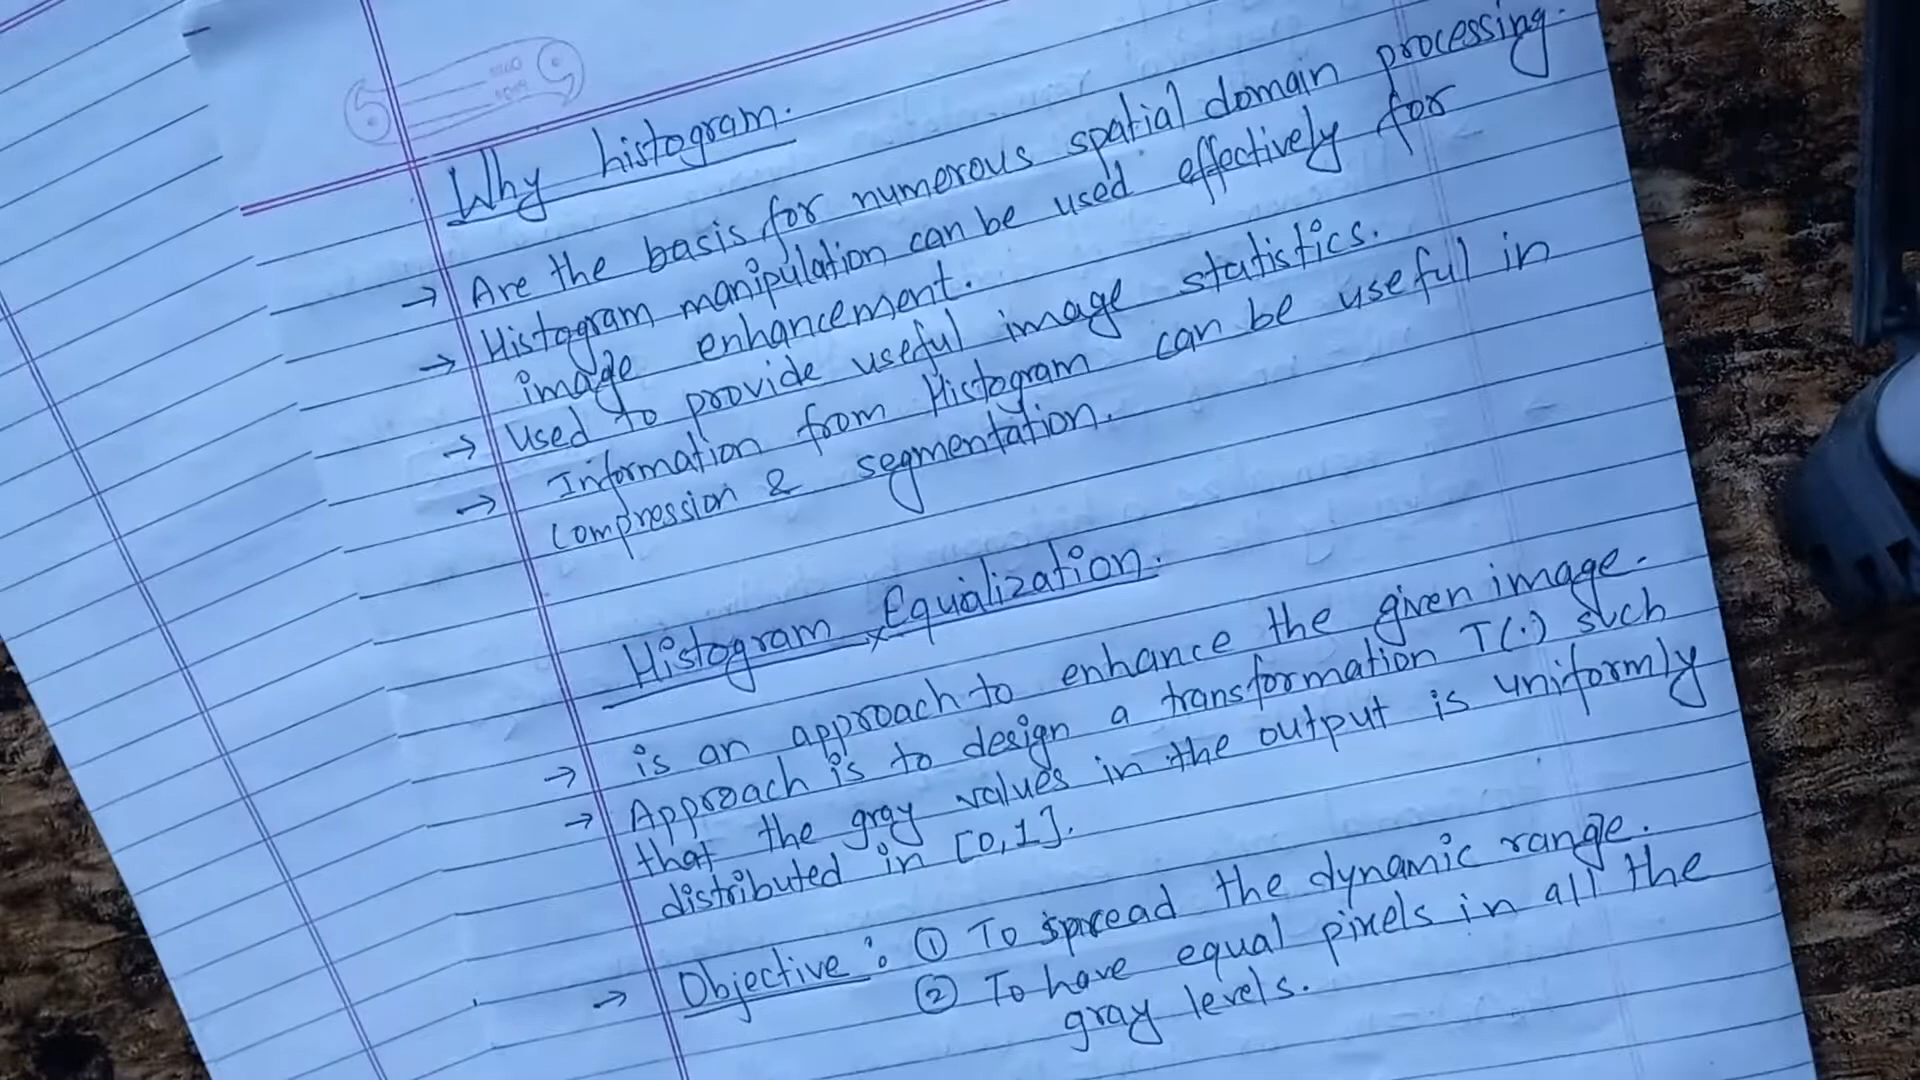 Why histogram.
→ Are the basis for numerous spatial domain processing.
→ Histogram manipulation can be used effectively for
image enhancement.
→ Used to provide useful image statistics.
→ Information from Histogram can be useful in
Compression & segmentation.
Histogram Equalization.
→ is an approach to enhance the given image.
→ Approach is to design a transformation T(.) such
that the gray values in the output is uniformly
distributed in [0,1].
→ Objective : ① To spread the dynamic range.
② To have equal pixels in all the
gray levels.